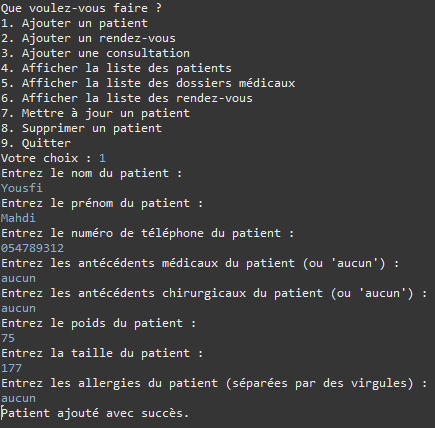 Que voulez-vous faire ?
1. Ajouter un patient
2. Ajouter un rendez-vous
3. Ajouter une consultation
4. Afficher la liste des patients
5. Afficher la liste des dossiers médicaux
6. Afficher la liste des rendez-vous
7. Mettre à jour un patient
8. Supprimer un patient
9. Quitter
Votre choix : 1
Entrez le nom du patient :
Yousfi
Entrez le prénom du patient :
Mahdi
Entrez le numéro de téléphone du patient :
054789312
Entrez les antécédents médicaux du patient (ou 'aucun') :
aucun
Entrez les antécédents chirurgicaux du patient (ou 'aucun') :
aucun
Entrez le poids du patient :
75
Entrez la taille du patient :
177
Entrez les allergies du patient (séparées par des virgules) :
aucun
Patient ajouté avec succès.